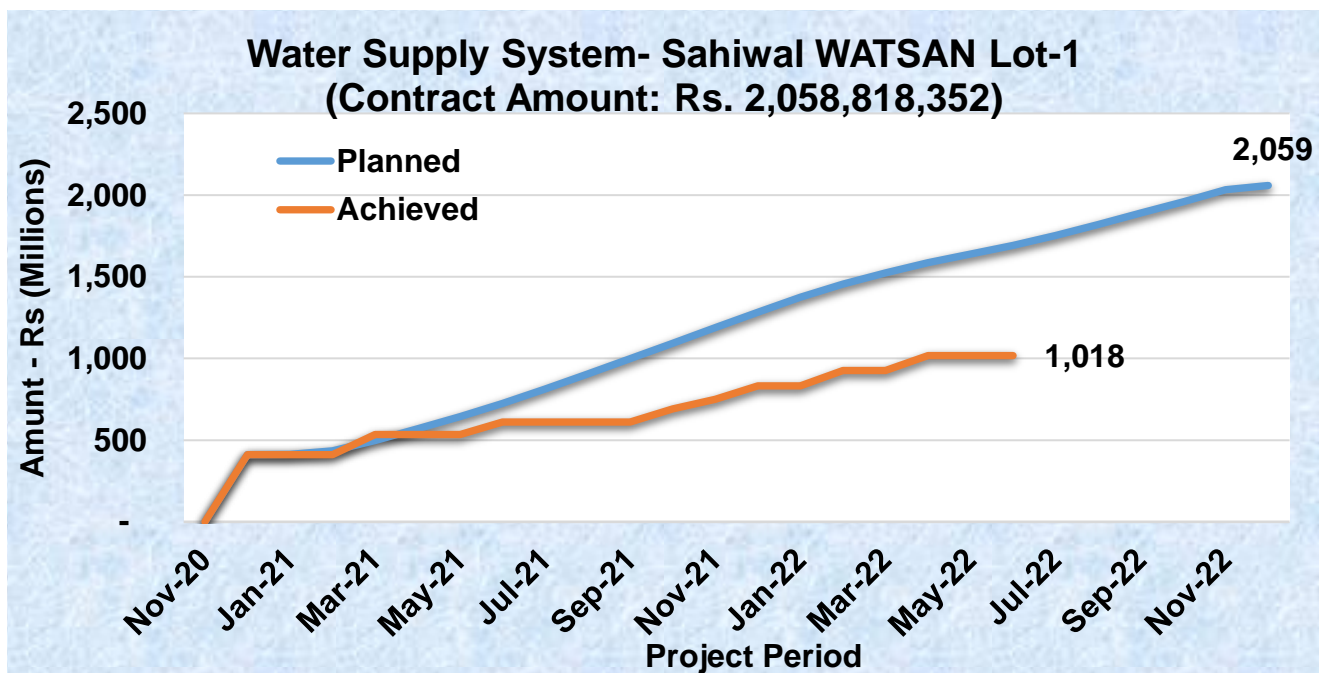 Water Supply System- Sahiwal WATSAN Lot-1
(Contract Amount: Rs. 2,058,818,352)
Amunt - Rs (Millions)
2,500
2,000
1,500
1,000
500
-
Planned
Achieved
2,059
1,018
Nov-20
Jan-21
Mar-21
May-21
Jul-21
Sep-21
Nov-21
Jan-22
Mar-22
May-22
Jul-22
Sep-22
Nov-22
Project Period